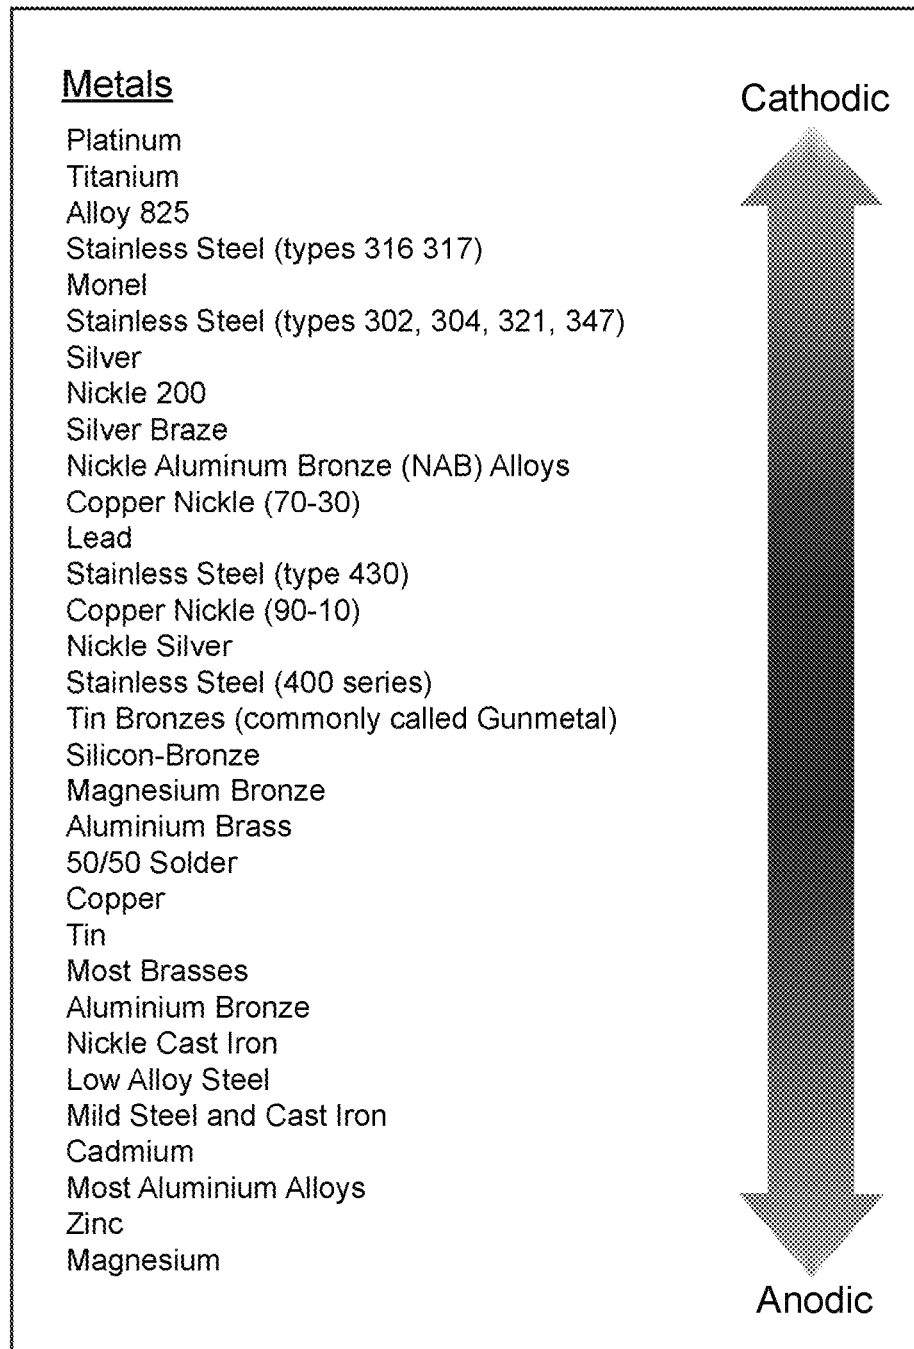 Metals
Cathodic
Platinum
Titanium
Alloy 825
Stainless Steel (types 316 317)
Monel
Stainless Steel (types 302, 304, 321, 347)
Silver
Nickle 200
Silver Braze
Nickle Aluminum Bronze (NAB) Alloys
Copper Nickle (70-30)
Lead
Stainless Steel (type 430)
Copper Nickle (90-10)
Nickle Silver
Stainless Steel (400 series)
Tin Bronzes (commonly called Gunmetal)
Silicon-Bronze
Magnesium Bronze
Aluminium Brass
50/50 Solder
Copper
Tin
Most Brasses
Aluminium Bronze
Nickle Cast Iron
Low Alloy Steel
Mild Steel and Cast Iron
Cadmium
Most Aluminium Alloys
Zinc
Magnesium
Anodic